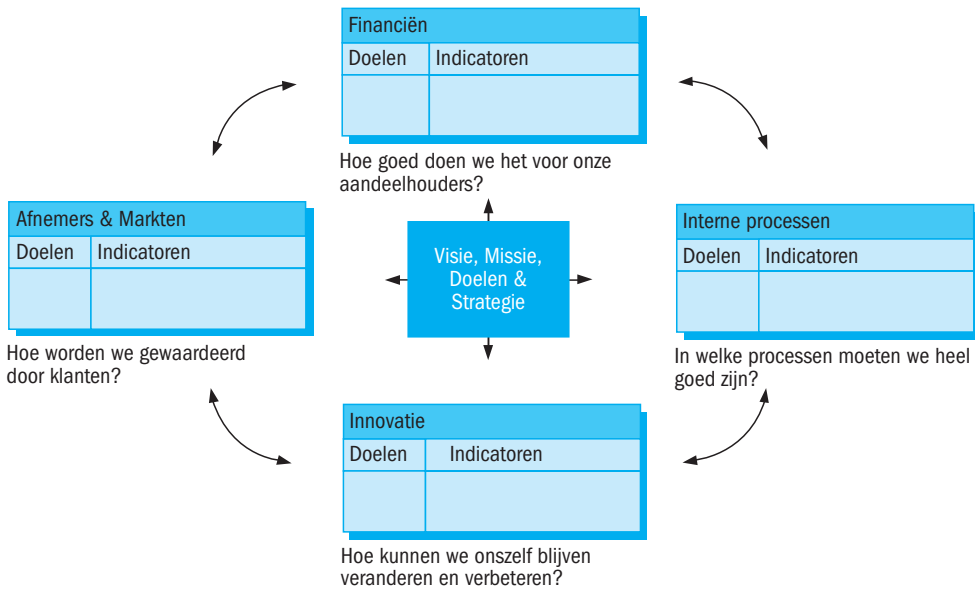 Financiën
Doelen Indicatoren
Hoe goed doen we het voor onze
aandeelhouders?
Afnemers & Markten
Doelen Indicatoren
Hoe worden we gewaardeerd
door klanten?
Visie, Missie,
Doelen &
Strategie
Interne processen
Doelen Indicatoren
In welke processen moeten we heel
goed zijn?
Innovatie
Doelen Indicatoren
Hoe kunnen we onszelf blijven
veranderen en verbeteren?